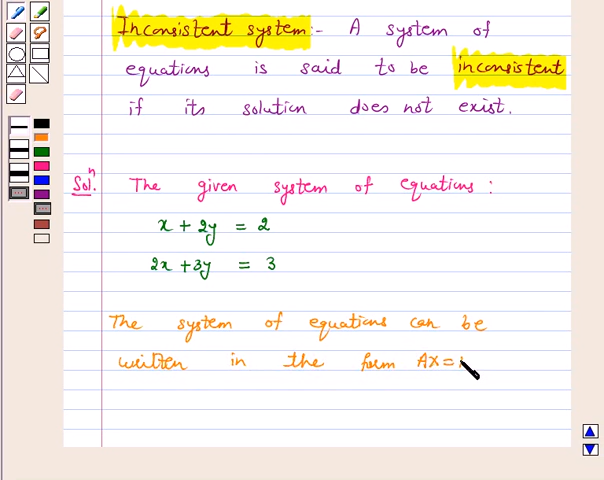 Inconsistent system:- A system of
equations is said to be inconsistent
if its solution does not exist.
Solⁿ. The given system of equations:
x + 2y = 2
2x + 3y = 3
The system of equations can be
written in the form AX =